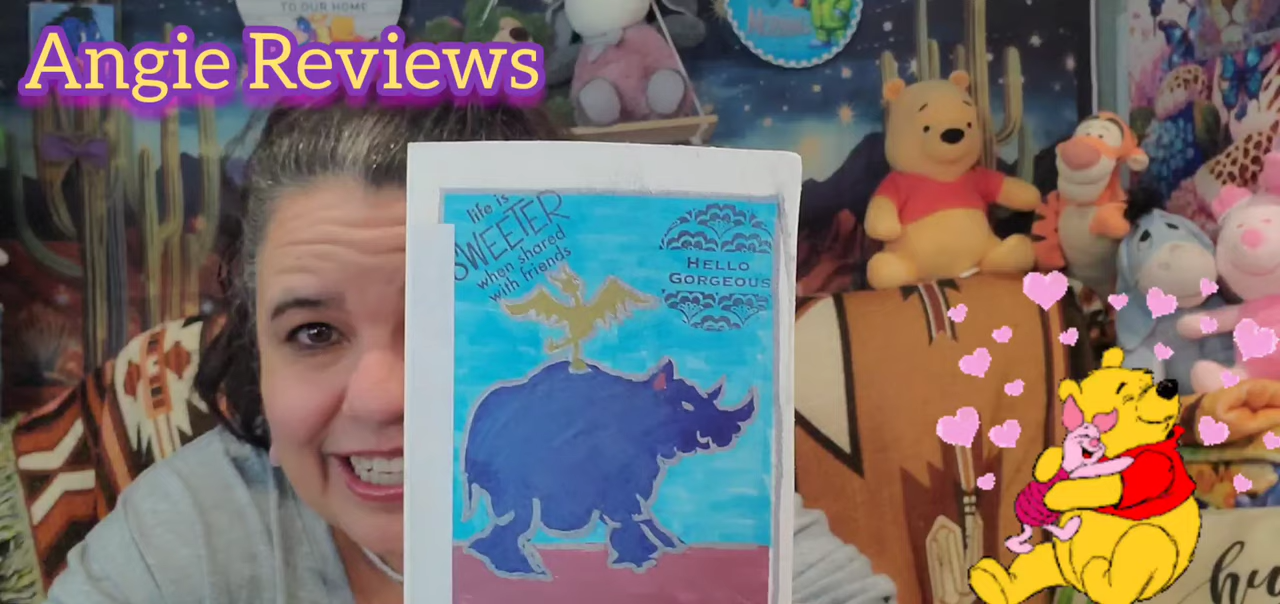 TO OUR HOME
Angie Reviews
life is
SWEETER
when shared
with friends
HELLO
GORGEOUS